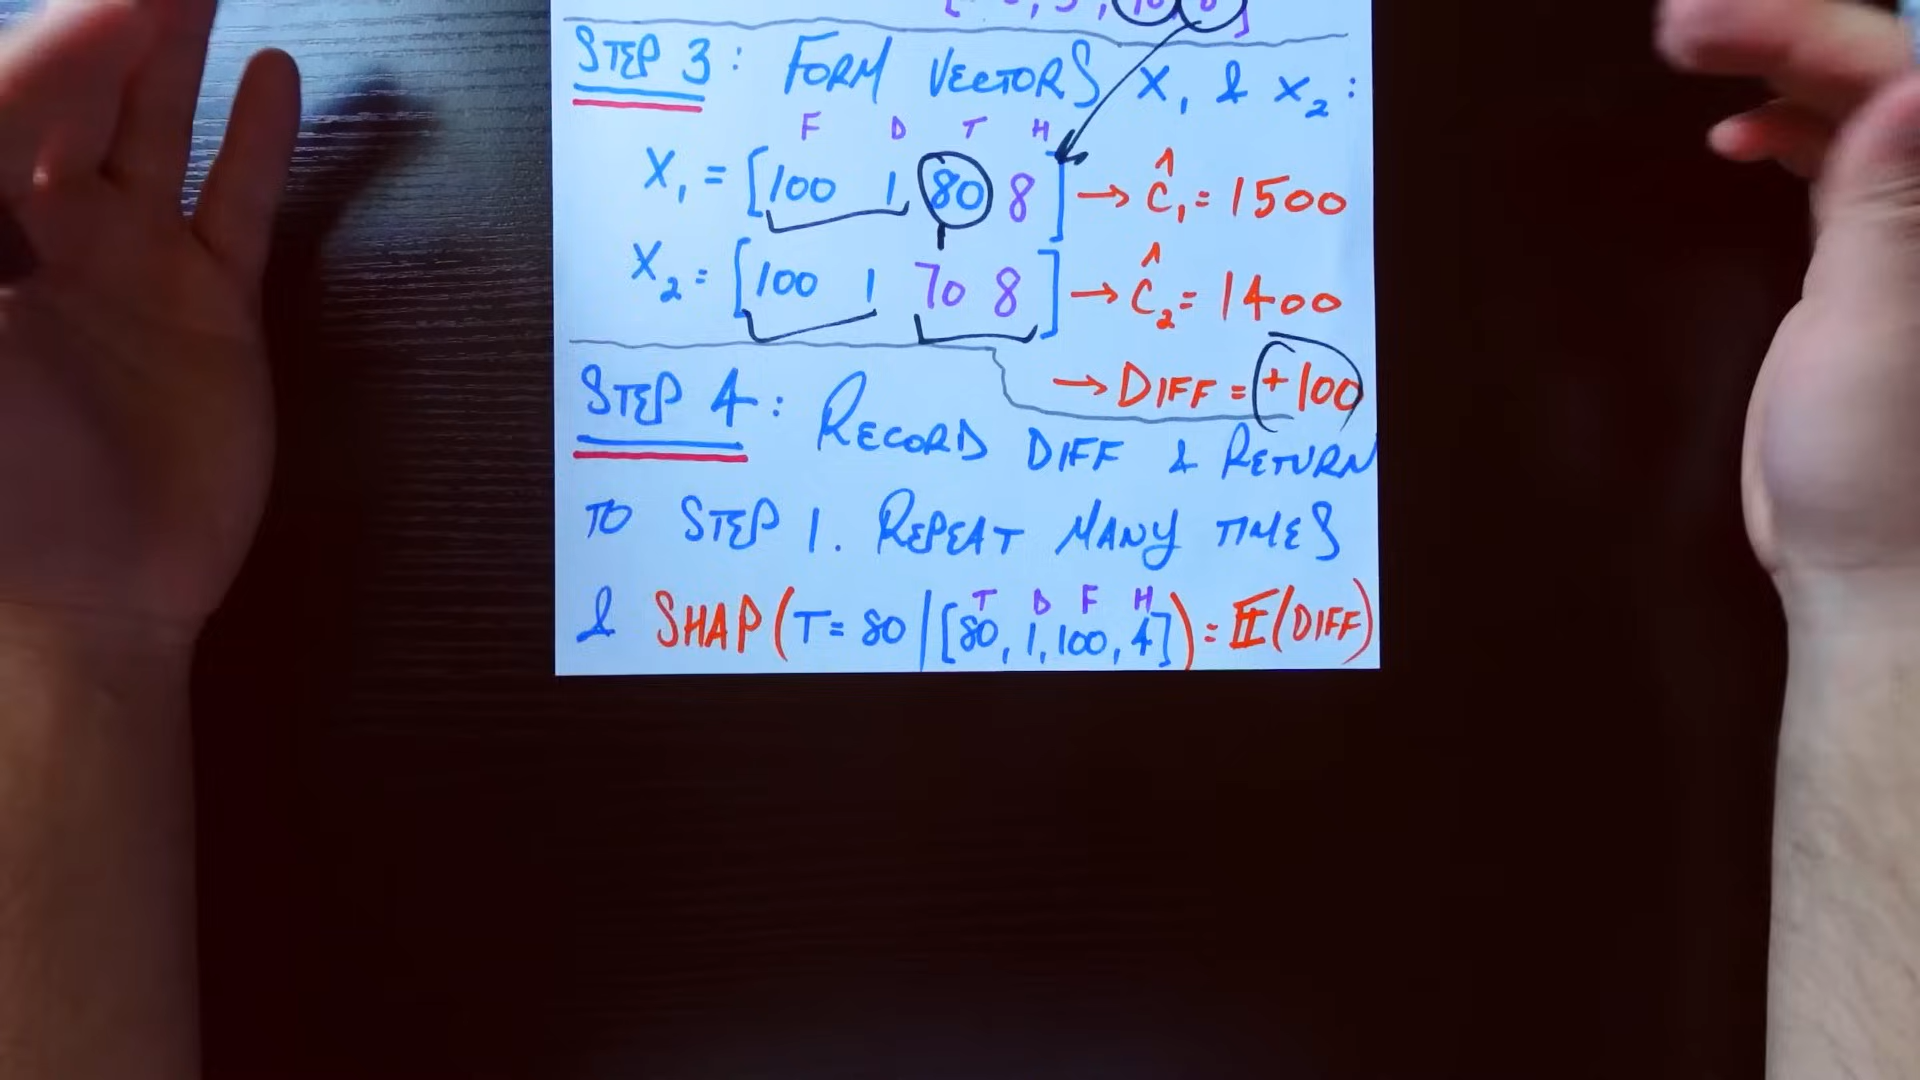 STEP 3: FORM VECTORS X₁ & X₂:
F D T H
X₁ = [100 1 80 8] → Ĉ₁ = 1500
X₂ = [100 1 70 8] → Ĉ₂ = 1400
→ DIFF = +100
STEP 4: RECORD DIFF & RETURN
TO STEP 1. REPEAT MANY TIMES
T D F H
& SHAP(T = 80 | [80, 1, 100, 4]) = E(DIFF)